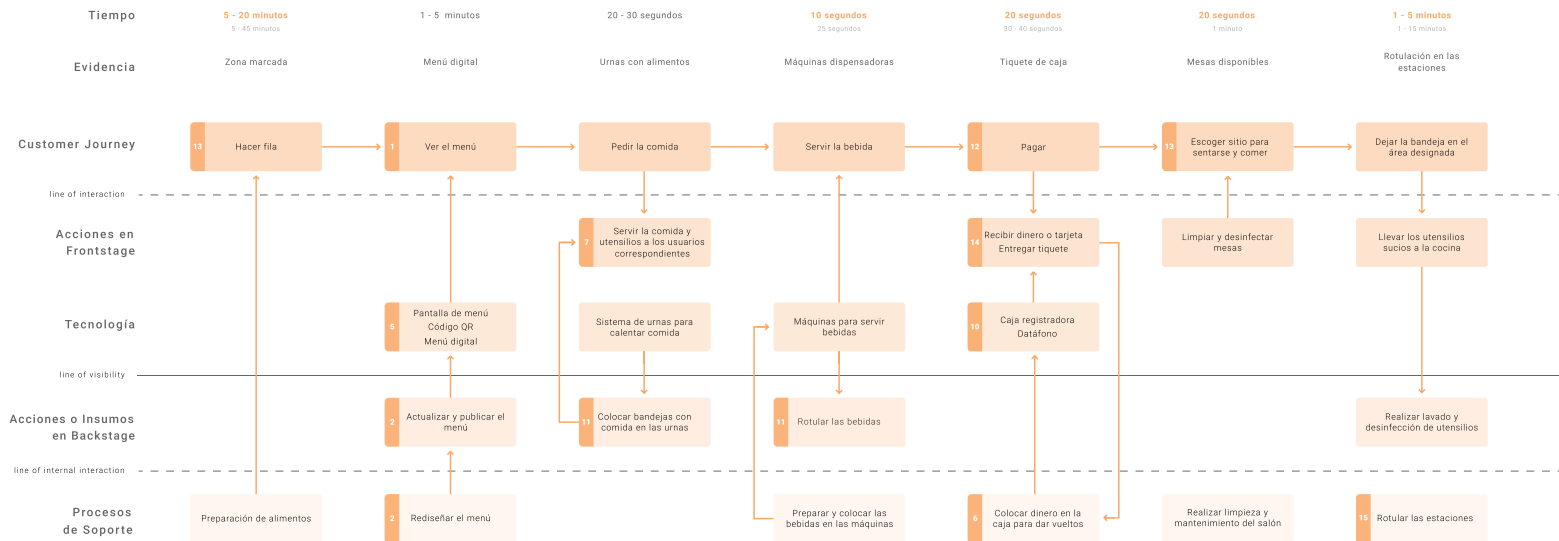 Tiempo
5 - 20 minutos
5 - 45 minutos
1 - 5 minutos
20 - 30 segundos
10 segundos
25 segundos
20 segundos
30 - 40 segundos
20 segundos
1 minuto
1 - 5 minutos
1 - 15 minutos
Evidencia
Zona marcada
Menú digital
Urnas con alimentos
Máquinas dispensadoras
Tiquete de caja
Mesas disponibles
Rotulación en las
estaciones
Customer Journey
13
Hacer fila
1
Ver el menú
Pedir la comida
Servir la bebida
12
Pagar
13
Escoger sitio para
sentarse y comer
Dejar la bandeja en el
área designada
line of interaction
Acciones en
Frontstage
7
Servir la comida y
utensilios a los usuarios
correspondientes
14
Recibir dinero o tarjeta
Entregar tiquete
Limpiar y desinfectar
mesas
Llevar los utensilios
sucios a la cocina
Tecnología
5
Pantalla de menú
Código QR
Menú digital
Sistema de urnas para
calentar comida
Máquinas para servir
bebidas
10
Caja registradora
Datáfono
line of visibility
Acciones o Insumos
en Backstage
2
Actualizar y publicar el
menú
11
Colocar bandejas con
comida en las urnas
11
Rotular las bebidas
Realizar lavado y
desinfección de utensilios
line of internal interaction
Procesos
de Soporte
Preparación de alimentos
2
Rediseñar el menú
Preparar y colocar las
bebidas en las máquinas
6
Colocar dinero en la
caja para dar vueltos
Realizar limpieza y
mantenimiento del salón
15
Rotular las estaciones